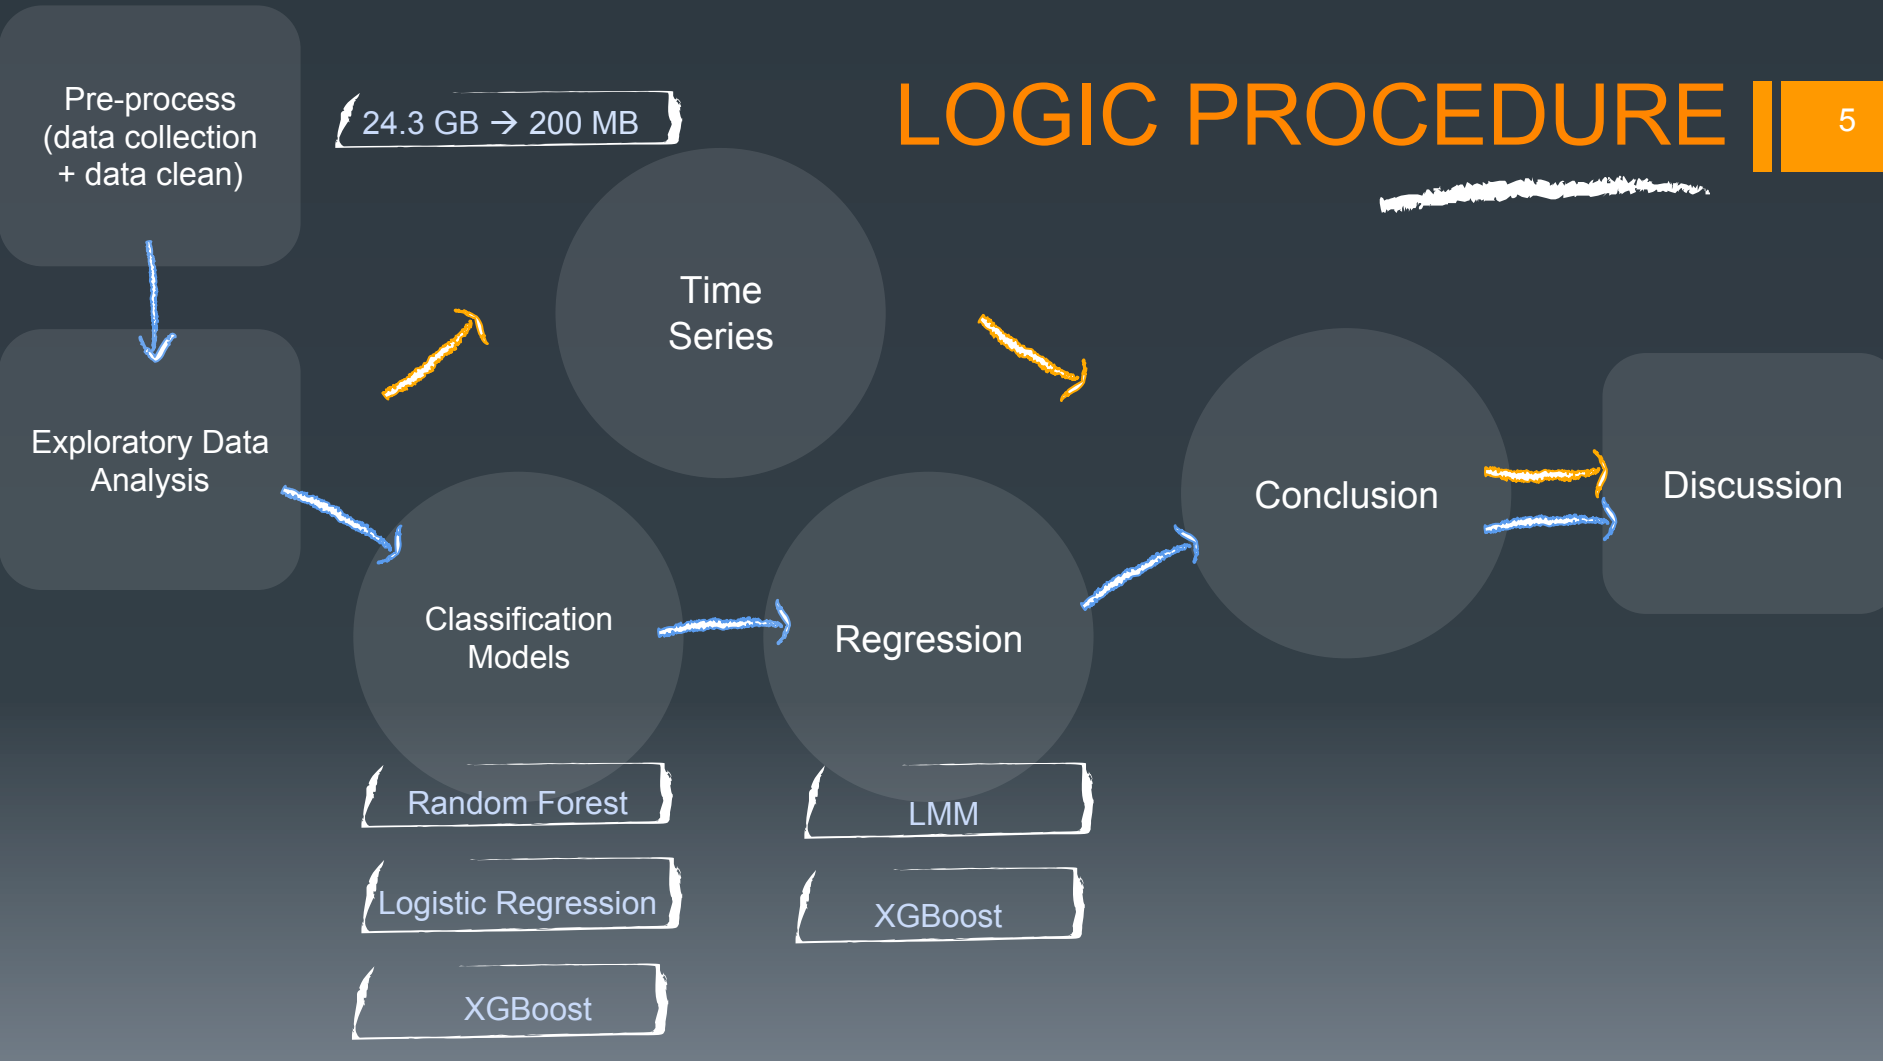 LOGIC PROCEDURE
5
Pre-process
(data collection
+ data clean)
24.3 GB → 200 MB
Exploratory Data
Analysis
Time
Series
Classification
Models
Regression
Conclusion
Discussion
Random Forest
Logistic Regression
XGBoost
LMM
XGBoost